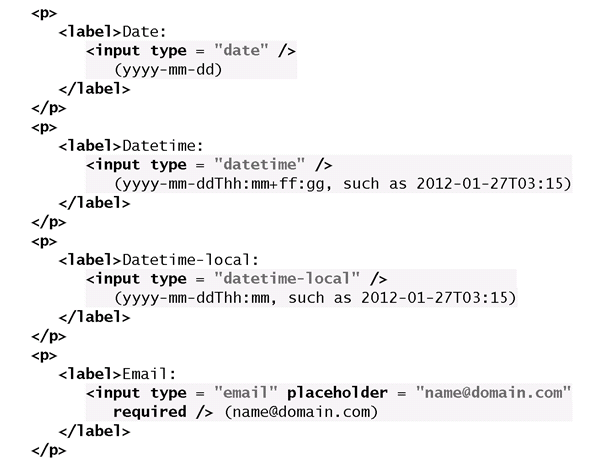 <p>
<label>Date:
<input type = "date" />
(yyyy-mm-dd)
</label>
</p>
<p>
<label>Datetime:
<input type = "datetime" />
(yyyy-mm-ddThh:mm+ff:gg, such as 2012-01-27T03:15)
</label>
</p>
<p>
<label>Datetime-local:
<input type = "datetime-local" />
(yyyy-mm-ddThh:mm, such as 2012-01-27T03:15)
</label>
</p>
<p>
<label>Email:
<input type = "email" placeholder = "name@domain.com"
required /> (name@domain.com)
</label>
</p>